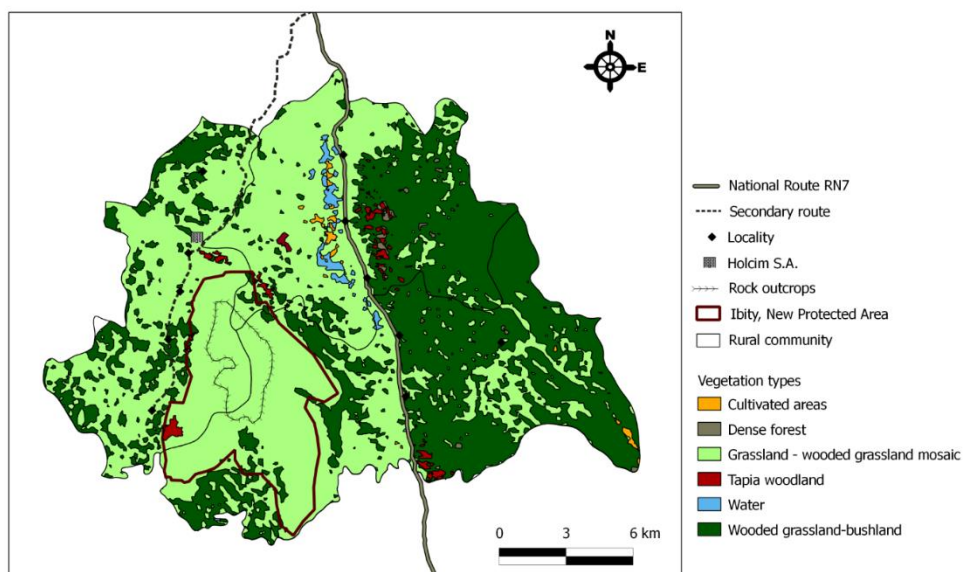 N
E
National Route RN7
Secondary route
Locality
Holcim S.A.
Rock outcrops
Ibity, New Protected Area
Rural community
Vegetation types
Cultivated areas
Dense forest
Grassland - wooded grassland mosaic
Tapia woodland
Water
Wooded grassland-bushland
0 3 6 km